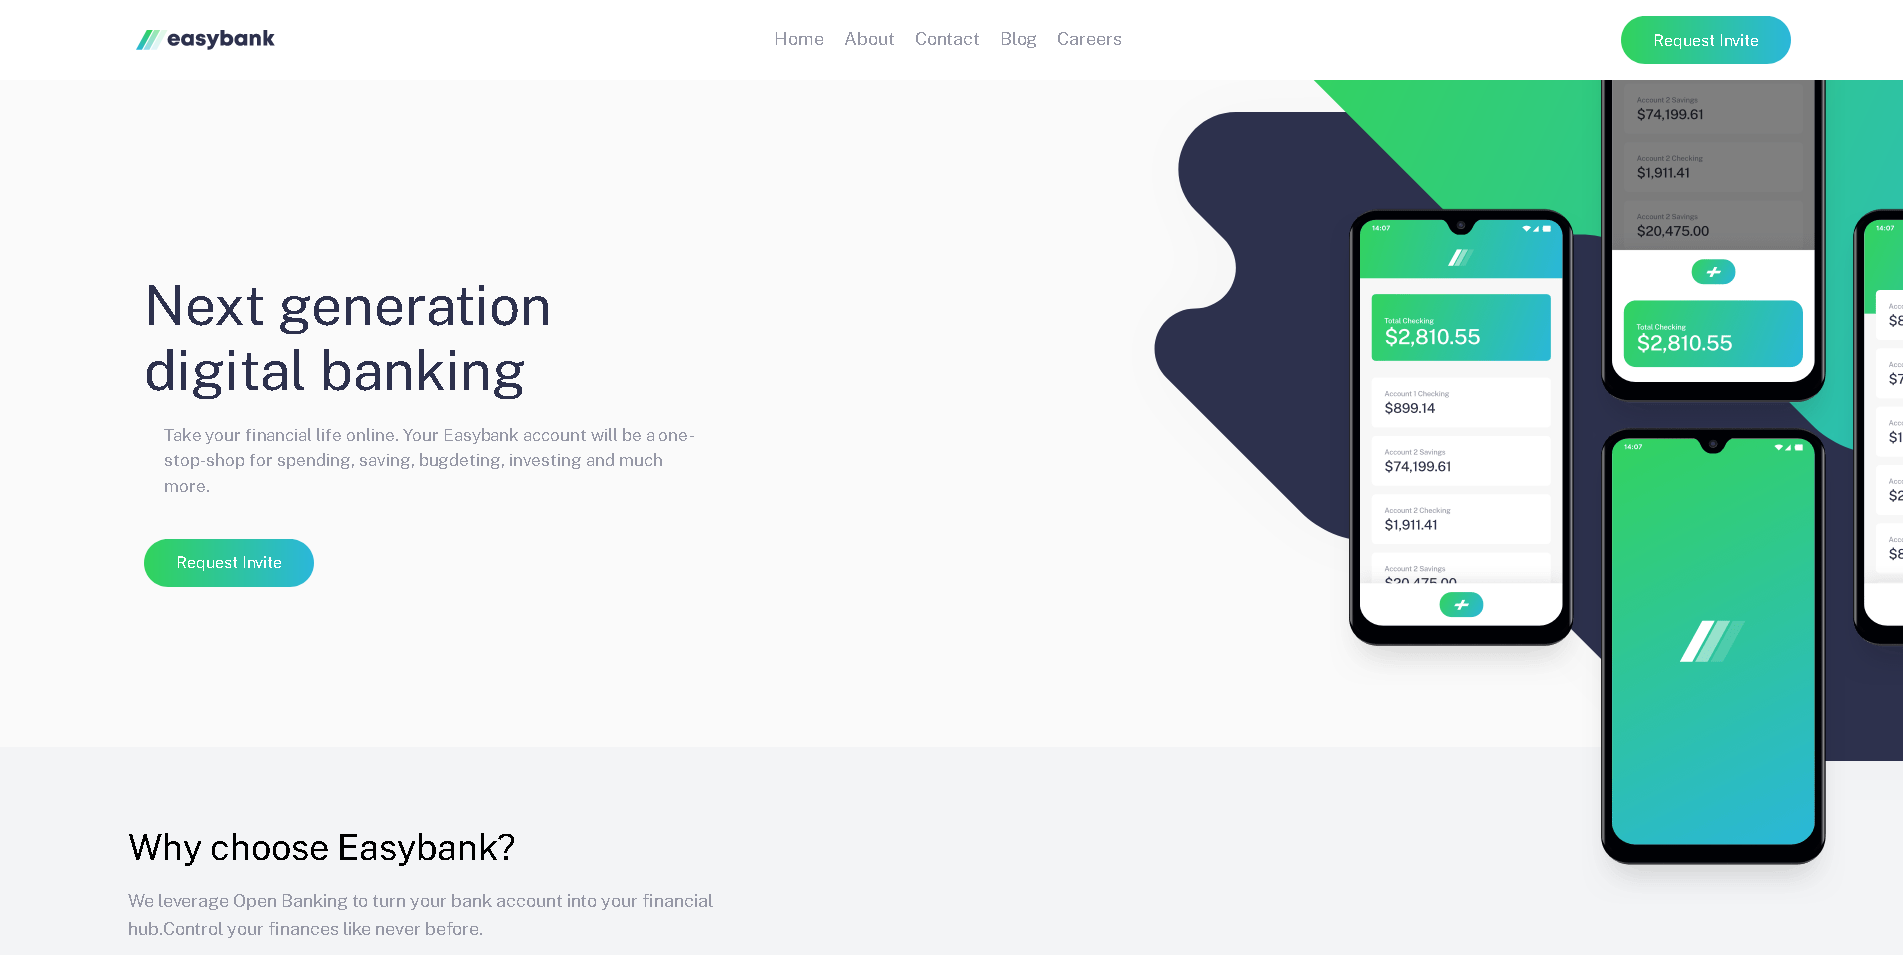 easybank
Home About Contact Blog Careers
Request Invite
Next generation
digital banking
Take your financial life online. Your Easybank account will be a one-
stop-shop for spending, saving, bugdeting, investing and much
more.
Request Invite
14:07
Total Checking
$2,810.55
Account 1 Checking
$899.14
Account 2 Savings
$74,199.61
Account 2 Checking
$1,911.41
Account 2 Savings
$20,475.00
Account 2 Savings
$74,199.61
Account 2 Checking
$1,911.41
Account 2 Savings
$20,475.00
Total Checking
$2,810.55
14:07
14:07
Why choose Easybank?
We leverage Open Banking to turn your bank account into your financial
hub.Control your finances like never before.